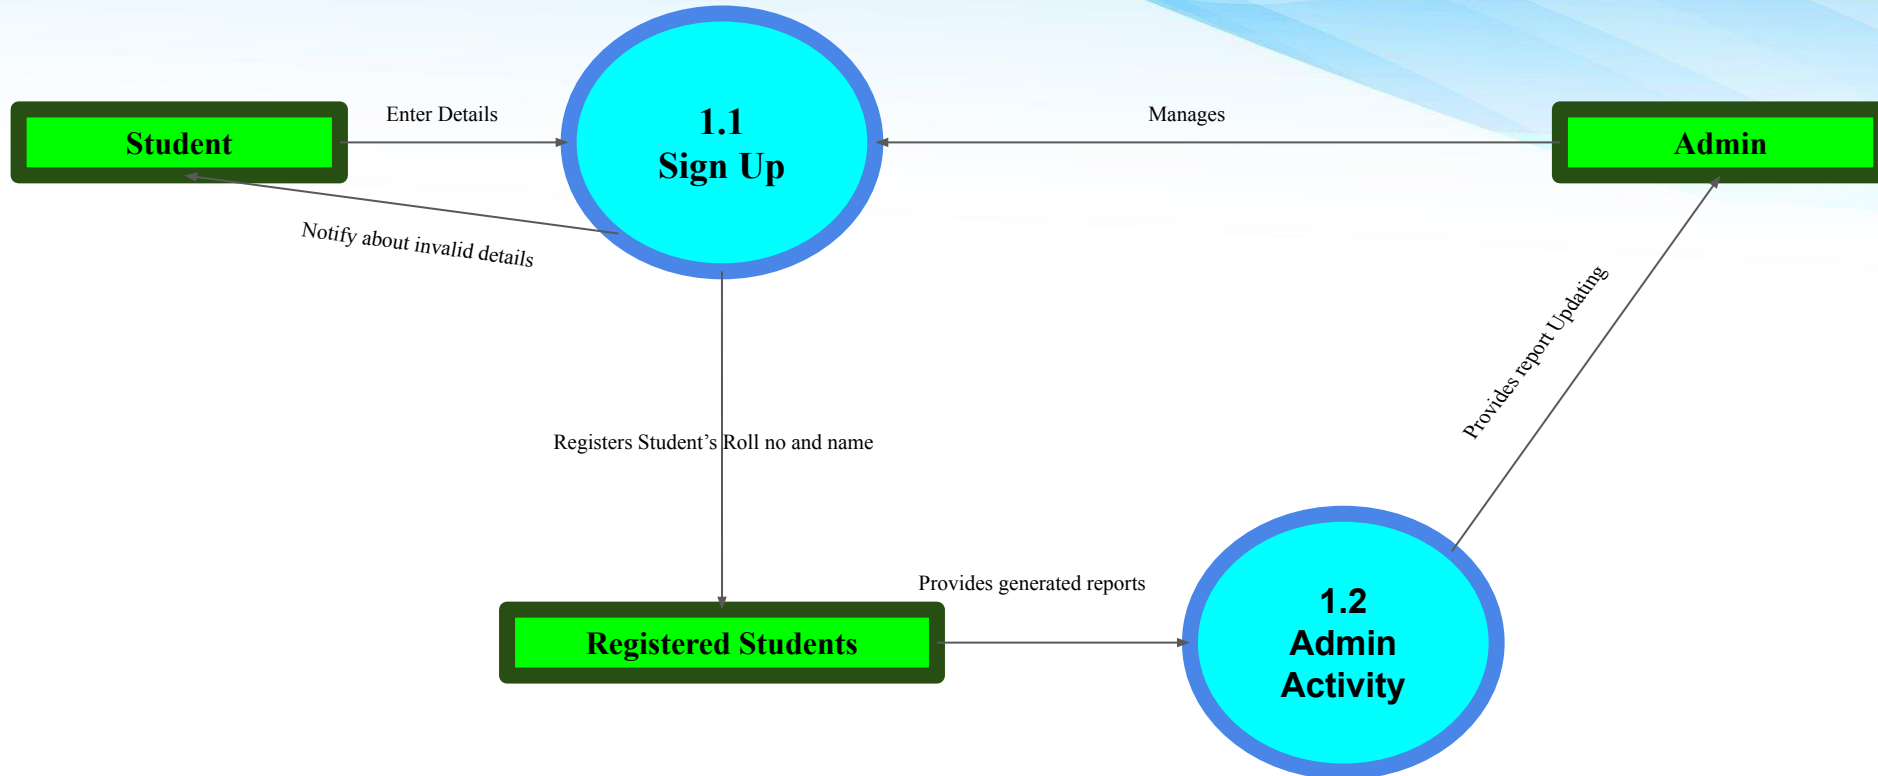 Enter Details
1.1
Sign Up
Manages
Student
Admin
Notify about invalid details
Provides report Updating
Registers Student’s Roll no and name
Provides generated reports
Registered Students
1.2
Admin
Activity